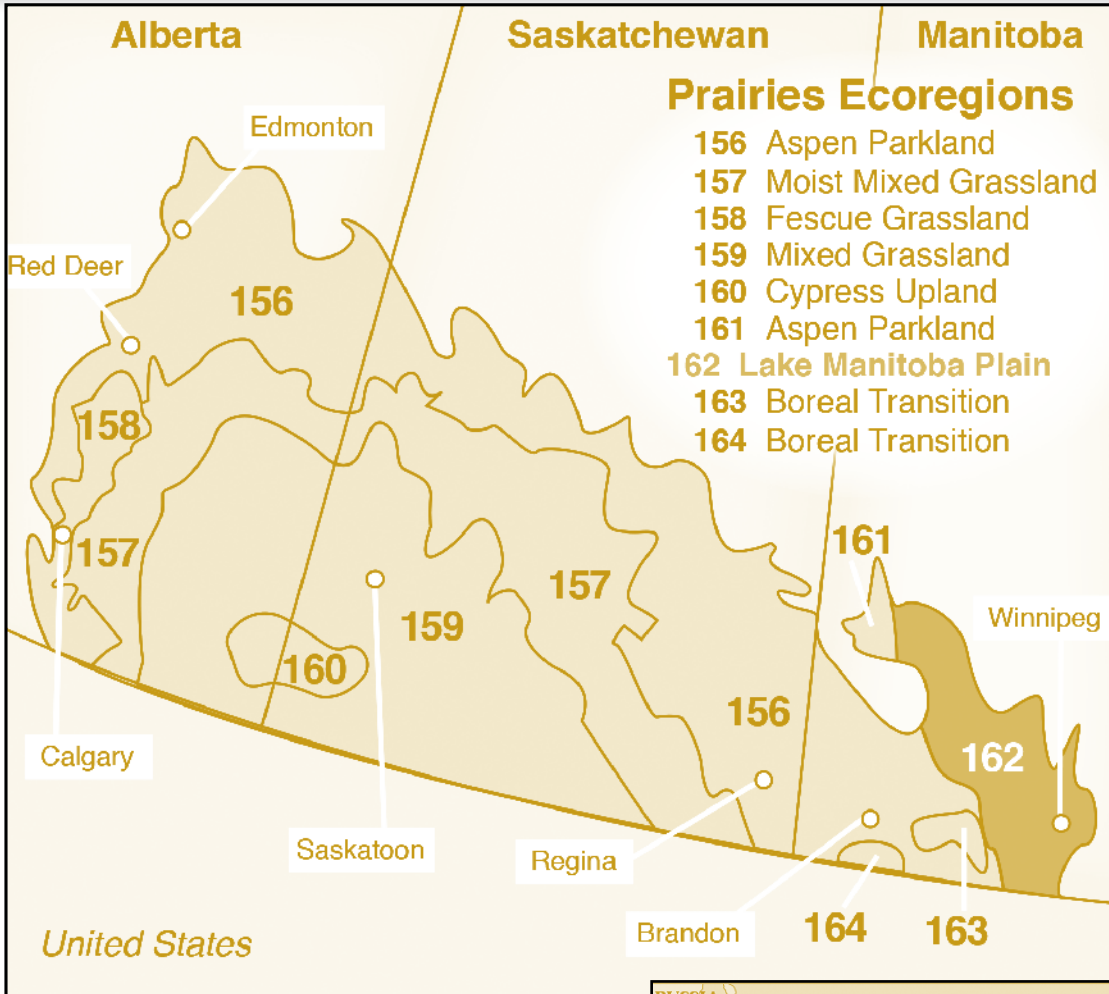 Alberta
Saskatchewan
Manitoba
Prairies Ecoregions
156 Aspen Parkland
157 Moist Mixed Grassland
158 Fescue Grassland
159 Mixed Grassland
160 Cypress Upland
161 Aspen Parkland
162 Lake Manitoba Plain
163 Boreal Transition
164 Boreal Transition
Edmonton
Red Deer
156
158
157
161
157
Winnipeg
159
160
156
Calgary
162
Saskatoon
Regina
Brandon
164
163
United States